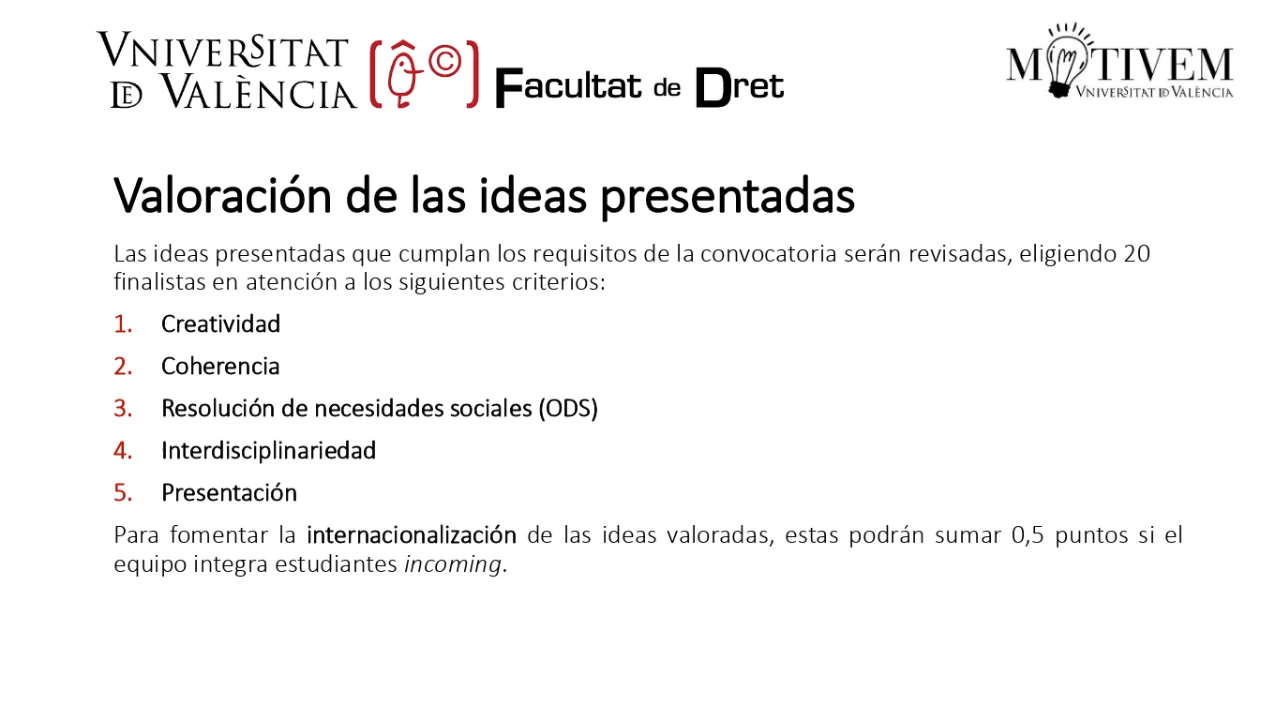 VNIVERSITAT
DE VALÈNCIA
©
Facultat de Dret
MOTIVEM
VNIVERSITAT DE VALÈNCIA
Valoración de las ideas presentadas
Las ideas presentadas que cumplan los requisitos de la convocatoria serán revisadas, eligiendo 20
finalistas en atención a los siguientes criterios:
1. Creatividad
2. Coherencia
3. Resolución de necesidades sociales (ODS)
4. Interdisciplinariedad
5. Presentación
Para fomentar la internacionalización de las ideas valoradas, estas podrán sumar 0,5 puntos si el
equipo integra estudiantes incoming.